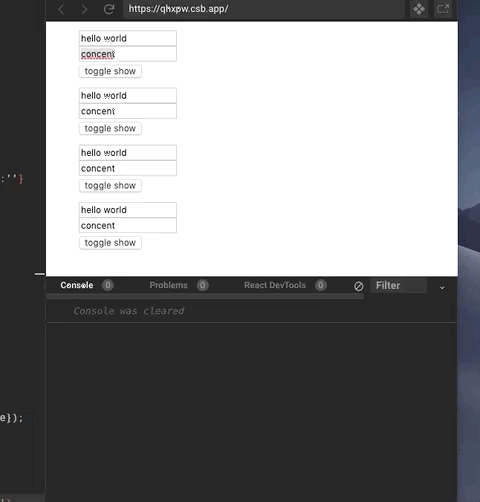 https://qhxpw.csb.app/
hello world
concent
toggle show
hello world
concent
toggle show
hello world
concent
toggle show
hello world
concent
toggle show
:''}
Console 0 Problems 0 React DevTools 0 Filter
Console was cleared
e});